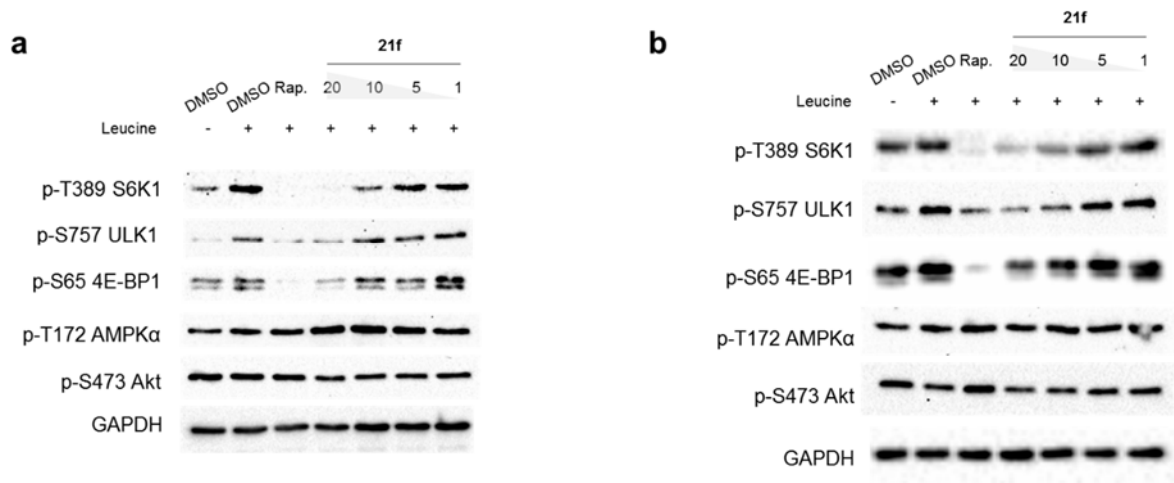 a
21f
DMSO DMSO Rap. 20 10 5 1
Leucine - + + + + + +
p-T389 S6K1
p-S757 ULK1
p-S65 4E-BP1
p-T172 AMPKα
p-S473 Akt
GAPDH
b
21f
DMSO DMSO Rap. 20 10 5 1
Leucine - + + + + + +
p-T389 S6K1
p-S757 ULK1
p-S65 4E-BP1
p-T172 AMPKα
p-S473 Akt
GAPDH